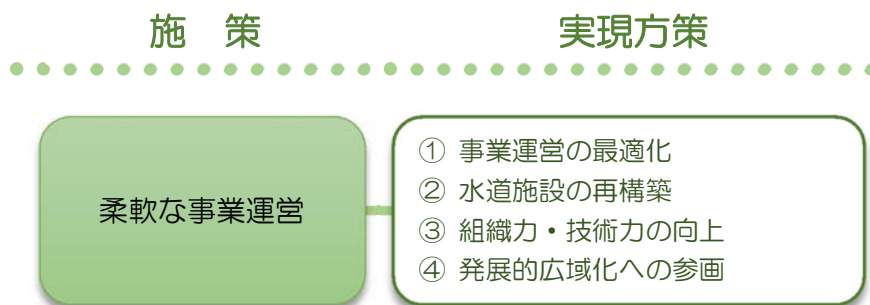 施　策
実現方策
柔軟な事業運営
① 事業運営の最適化
② 水道施設の再構築
③ 組織力・技術力の向上
④ 発展的広域化への参画